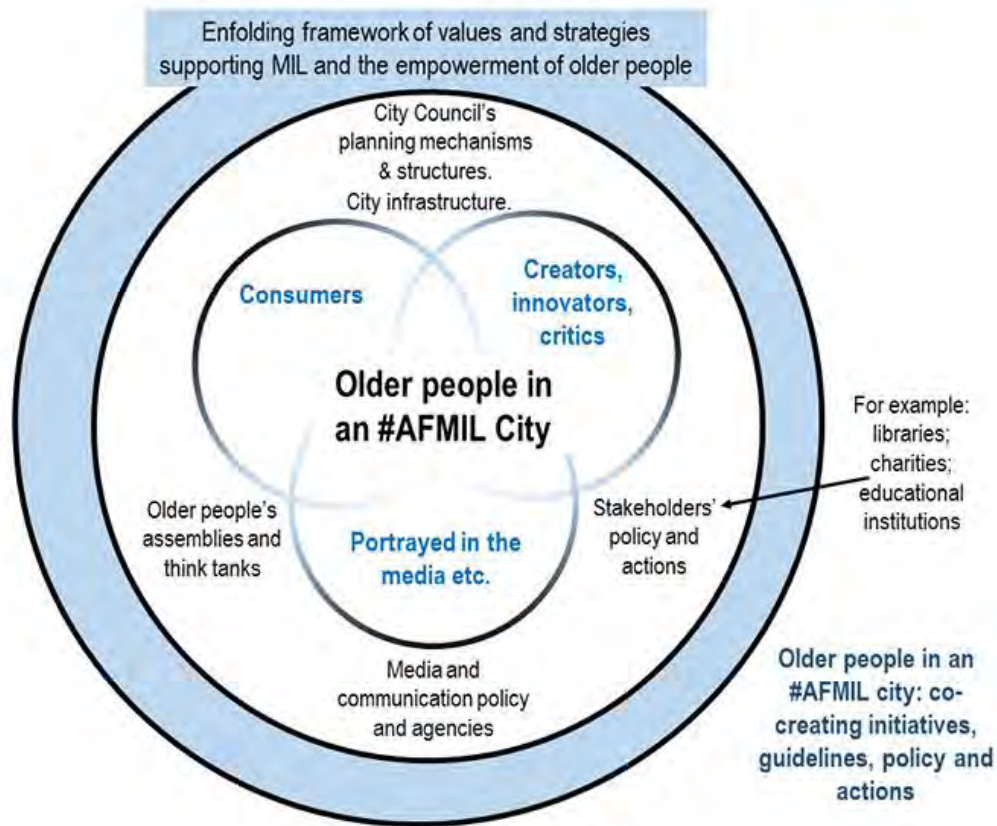 Enfolding framework of values and strategies
supporting MIL and the empowerment of older people
City Council's
planning mechanisms
& structures.
City infrastructure.
Consumers
Creators,
innovators,
critics
Older people in
an #AFMIL City
For example:
libraries;
charities;
educational
institutions
Older people's
assemblies and
think tanks
Portrayed in the
media etc.
Stakeholders'
policy and
actions
Media and
communication policy
and agencies
Older people in an
#AFMIL city: co-
creating initiatives,
guidelines, policy and
actions